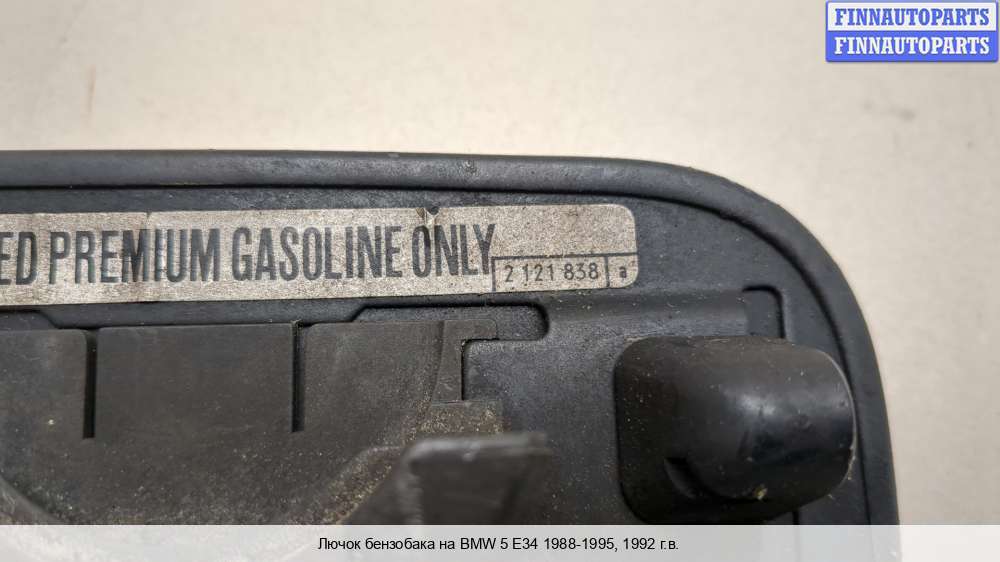 FINNAUTOPARTS
FINNAUTOPARTS
ED PREMIUM GASOLINE ONLY
2 121 838 a
Лючок бензобака на BMW 5 E34 1988-1995, 1992 г.в.